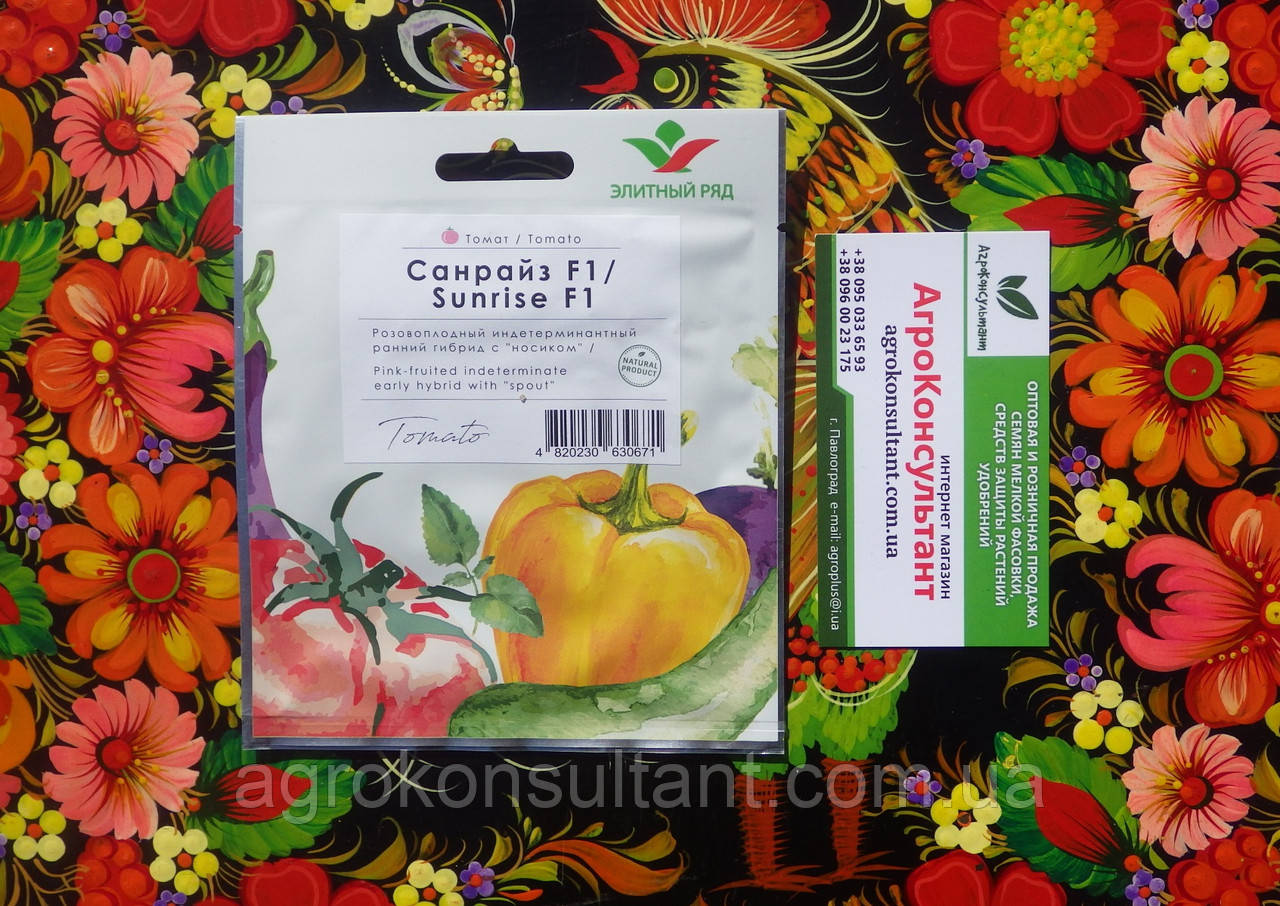 ЭЛИТНЫЙ РЯД
Томат / Tomato
Санрайз F1/
Sunrise F1
Розовоплодный индетерминантный
ранний гибрид с "носиком" /
Pink-fruited indeterminate
early hybrid with "spout"
NATURAL
PRODUCT
Tomato
4 820230 630671
АгроКонсультант
ОПТОВАЯ И РОЗНИЧНАЯ ПРОДАЖА
СЕМЯН МЕЛКОЙ ФАСОВКИ,
СРЕДСТВ ЗАЩИТЫ РАСТЕНИЙ
УДОБРЕНИЙ
интернет магазин
АгроКонсультант
agrokonsultant.com.ua
+38 095 033 65 93
+38 096 00 23 175
г. Павлоград e-mail: agroplus@i.ua
agrokonsultant.com.ua